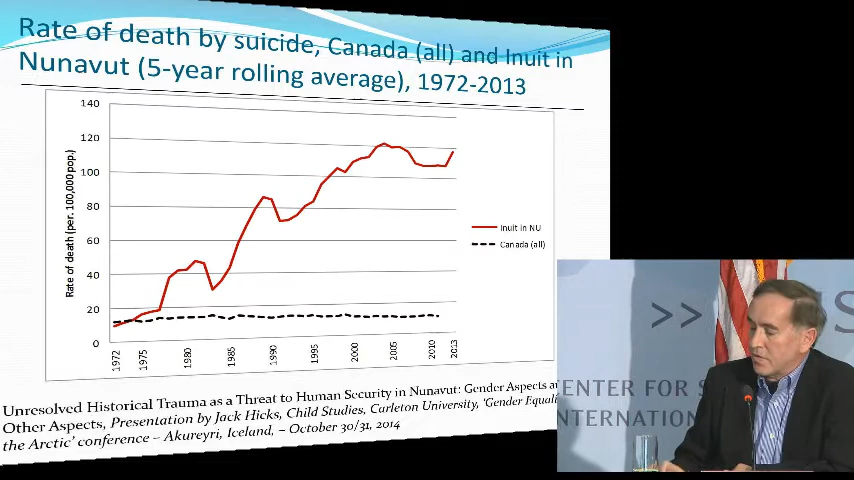 Rate of death by suicide, Canada (all) and Inuit in
Nunavut (5-year rolling average), 1972-2013
Rate of death (per. 100,000 pop.)
140
120
100
80
60
40
20
0
1972
1975
1980
1985
1990
1995
2000
2005
2010
2013
Inuit in NU
Canada (all)
Unresolved Historical Trauma as a Threat to Human Security in Nunavut: Gender Aspects a
Other Aspects, Presentation by Jack Hicks, Child Studies, Carleton University, 'Gender Equali
the Arctic' conference – Akureyri, Iceland, – October 30/31, 2014
>> IS
CENTER FOR S
INTERNATION